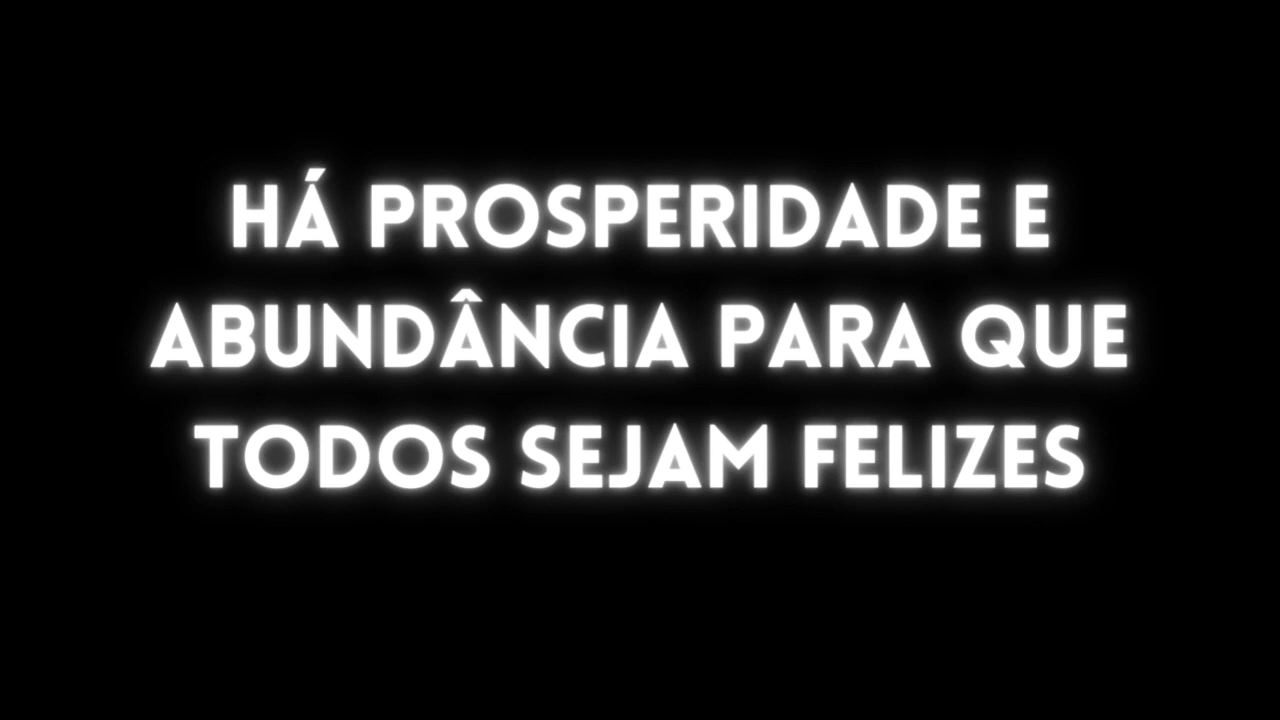 HÁ PROSPERIDADE E
ABUNDÂNCIA PARA QUE
TODOS SEJAM FELIZES